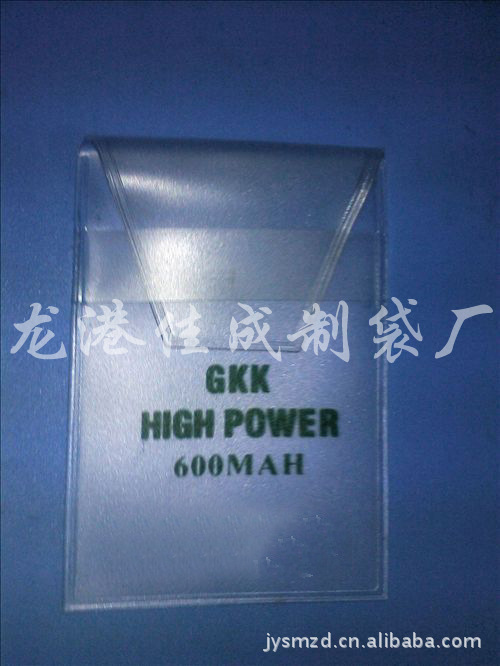 龙港佳成制袋厂
GKK
HIGH POWER
600MAH
jysmzd.cn.alibaba.com